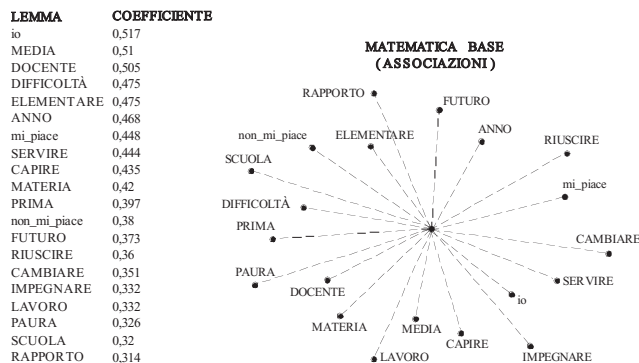 LEMMA COEFFICIENTE
io 0,517
MEDIA 0,51
DOCENTE 0,505
DIFFICOLTÀ 0,475
ELEMENTARE 0,475
ANNO 0,468
mi_piace 0,448
SERVIRE 0,444
CAPIRE 0,435
MATERIA 0,42
PRIMA 0,397
non_mi_piace 0,38
FUTURO 0,373
RIUSCIRE 0,36
CAMBIARE 0,351
IMPEGNARE 0,332
LAVORO 0,332
PAURA 0,326
SCUOLA 0,32
RAPPORTO 0,314
MATEMATICA BASE
(ASSOCIAZIONI)
RAPPORTO
FUTURO
non_mi_piace
ELEMENTARE
ANNO
RIUSCIRE
SCUOLA
mi_piace
DIFFICOLTÀ
PRIMA
CAMBIARE
PAURA
SERVIRE
DOCENTE
io
MATERIA
MEDIA
CAPIRE
LAVORO
IMPEGNARE